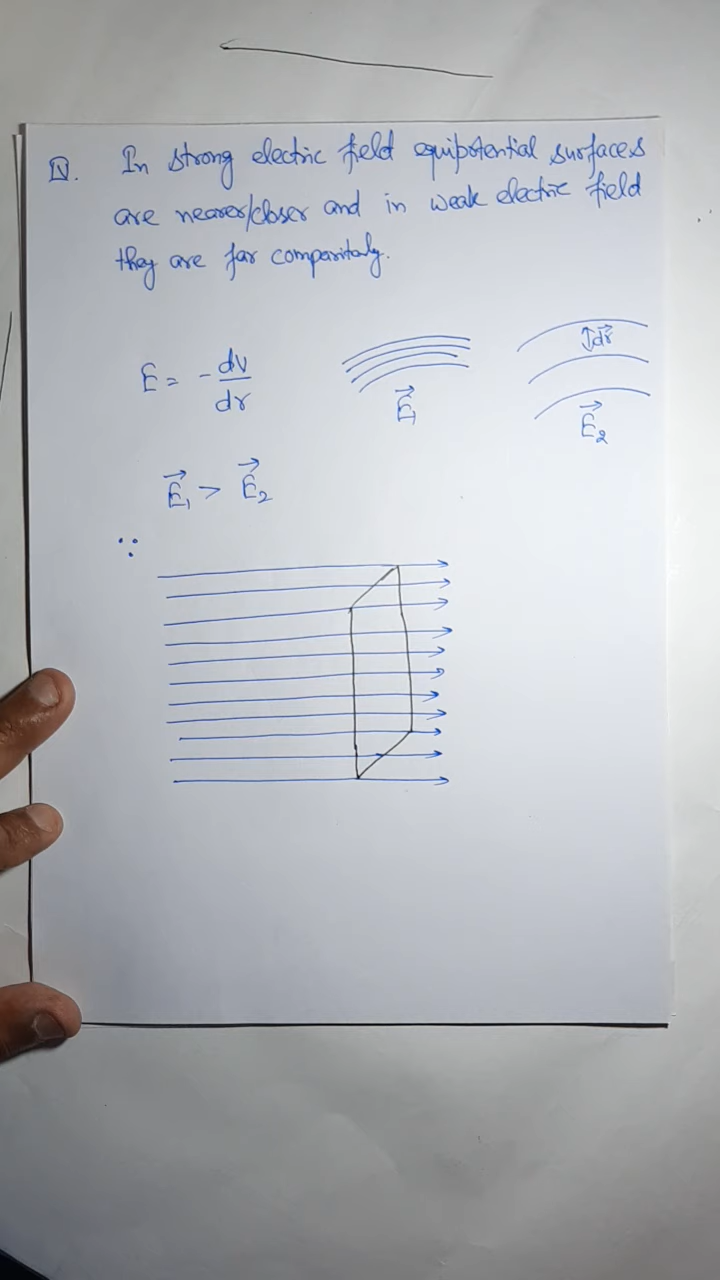 IV. In strong electric field equipotential surfaces
are nearer/closer and in weak electric field
they are far comparitaly.
E = - dV/dr
dr⃗
E⃗₁
E⃗₂
E⃗₁ > E⃗₂
∵